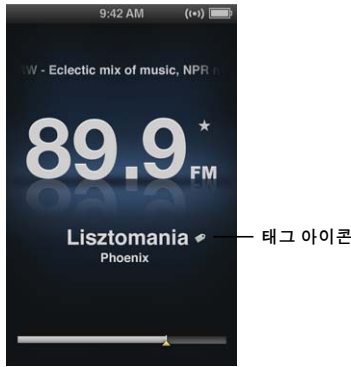 9:42 AM
W - Eclectic mix of music, NPR
89.9 FM
Lisztomania
태그 아이콘
Phoenix